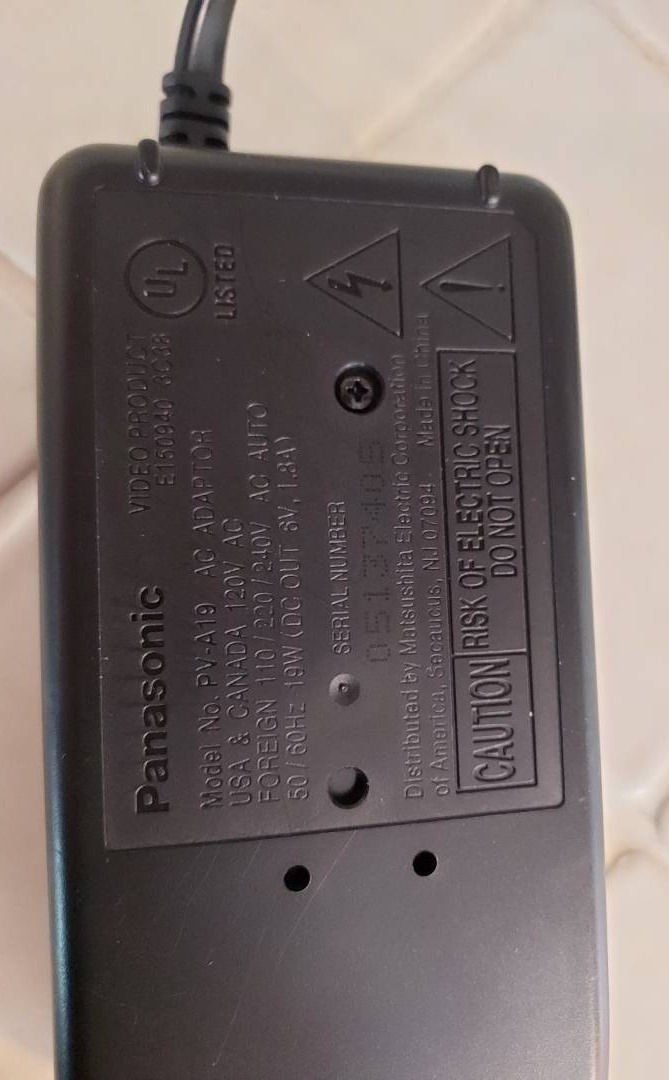 Panasonic
VIDEO PRODUCT
E150940 3C38
UL
LISTED
Model No. PV-A19 AC ADAPTOR
USA & CANADA 120V AC
FOREIGN 110/220/240V AC AUTO
50/60Hz 19W (DC OUT 6V, 1.8A)
SERIAL NUMBER
Distributed by Matsushita Electric Corporation
of America, Secaucus, NJ 07094 Made in China
CAUTION
RISK OF ELECTRIC SHOCK
DO NOT OPEN